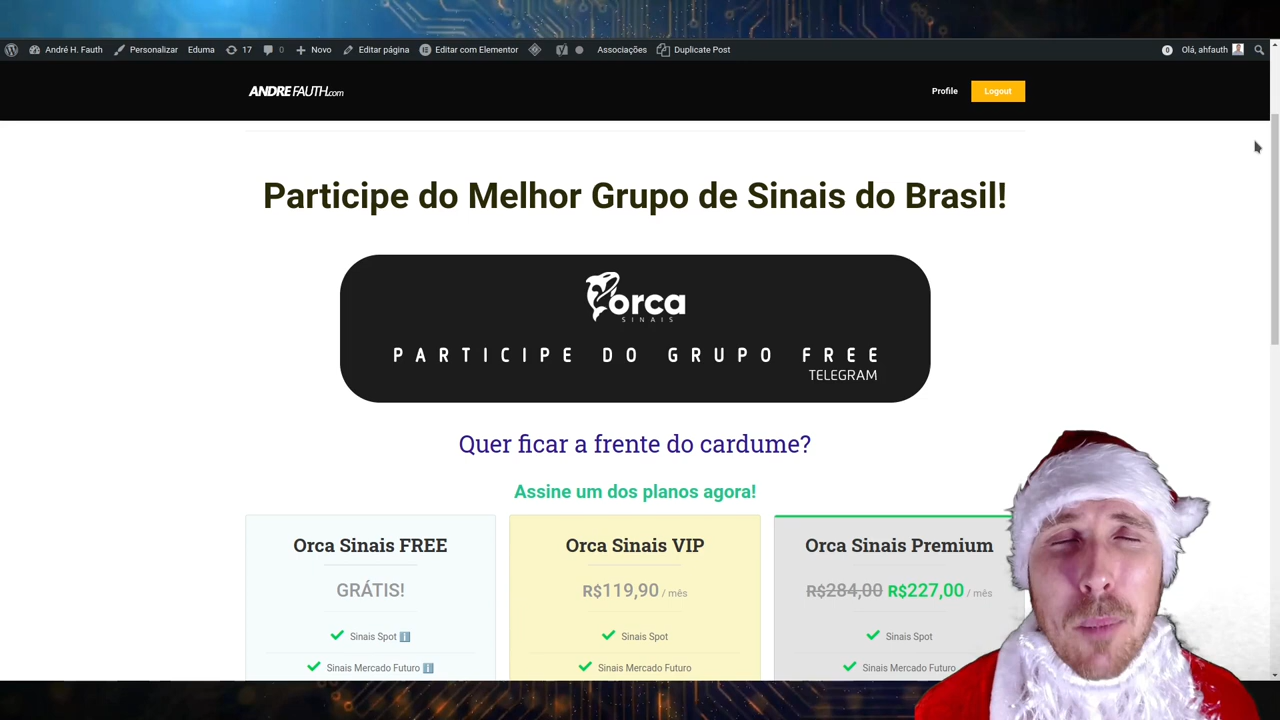 André H. Fauth Personalizar Eduma 17 0 Novo Editar página Editar com Elementor Associações Duplicate Post 0 Olá, ahfauth
ANDRE FAUTH.com Profile Logout
Participe do Melhor Grupo de Sinais do Brasil!
orca
SINAIS
PARTICIPE DO GRUPO FREE
TELEGRAM
Quer ficar a frente do cardume?
Assine um dos planos agora!
Orca Sinais FREE
GRÁTIS!
Sinais Spot
Sinais Mercado Futuro
Orca Sinais VIP
R$119,90 / mês
Sinais Spot
Sinais Mercado Futuro
Orca Sinais Premium
R$284,00 R$227,00 / mês
Sinais Spot
Sinais Mercado Futuro